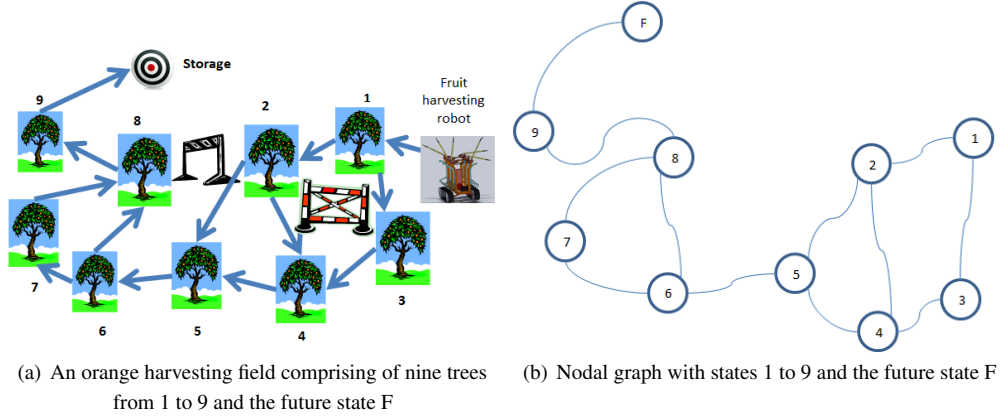 Storage
Fruit
harvesting
robot
9
8
2
1
7
6
5
4
3
F
9
8
7
6
5
2
1
4
3
(a) An orange harvesting field comprising of nine trees
from 1 to 9 and the future state F
(b) Nodal graph with states 1 to 9 and the future state F